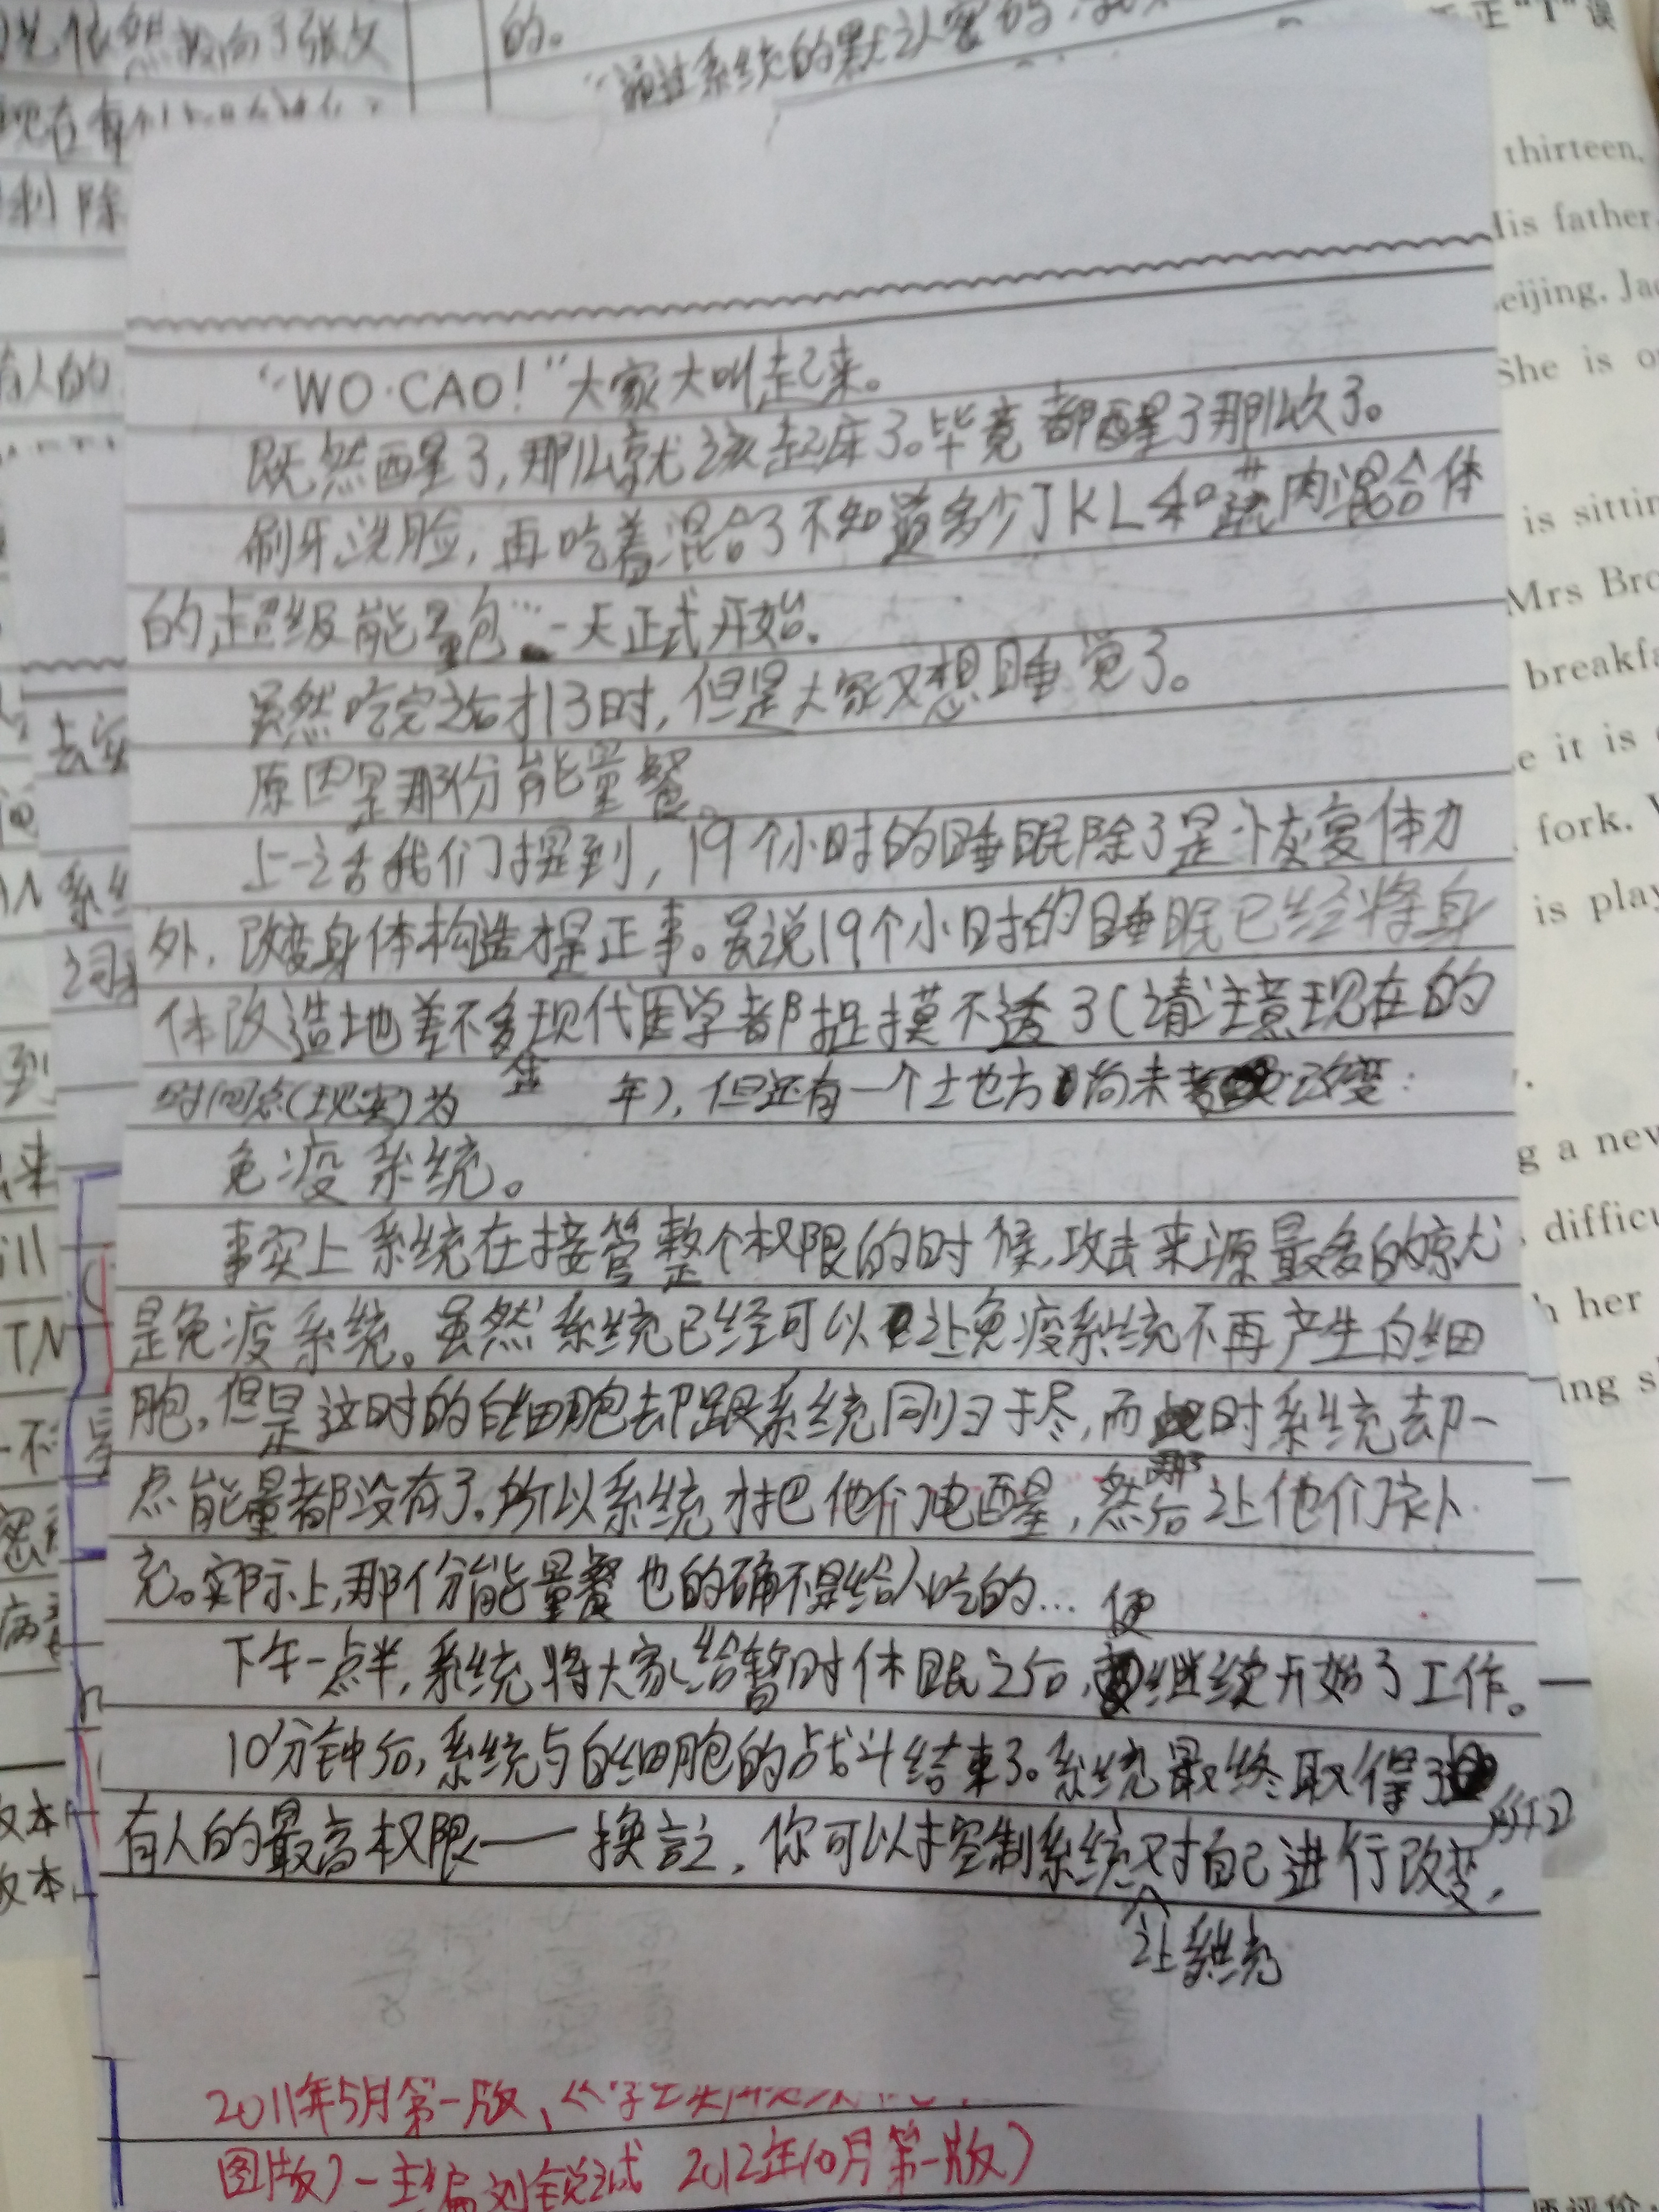 的。
“通过系统的默认密码，
thirteen,
His father
eijing. Ja
She is o
is sittin
Mrs Bro
breakfa
e it is
fork.
is play
g a new
difficu
h her
ing s
“WO·CAO！”大家大叫起来。
既然醒了，那么就该起床了。毕竟都醒了那么久了。
刷牙洗脸，再吃着混合了不知道多少JKL和蔬肉混合体
的超级能量包…一天正式开始。
虽然吃完之后才13时，但是大家又想睡觉了。
原因是那份能量餐。
上一话我们提到，19个小时的睡眠除了是个恢复体力
外，改变身体构造才是正事。虽说19个小时的睡眠已经将身
体改造地差不多现代医学都捉摸不透了（请注意现在的
时间点（现实）为 年），但还有一个土地方尚未改变：
免疫系统。
事实上系统在接管整个权限的时候，攻击来源最多的就
是免疫系统。虽然系统已经可以让免疫系统不再产生白细
胞，但是这时的白细胞却跟系统同归于尽，而那时系统却一
点能量都没有了。所以系统才把他们电醒，然后让他们补
充。实际上，那份能量餐也的确不是给人吃的…
下午一点半，系统将大家给暂时休眠之后，便继续开始了工作。
10分钟后，系统与白细胞的战斗结束了。系统最终取得了所
有人的最高权限——换言之，你可以控制系统让系统对自己进行改变，
2011年5月第一版、
图版）—主编刘锐诚 2012年10月第一版）